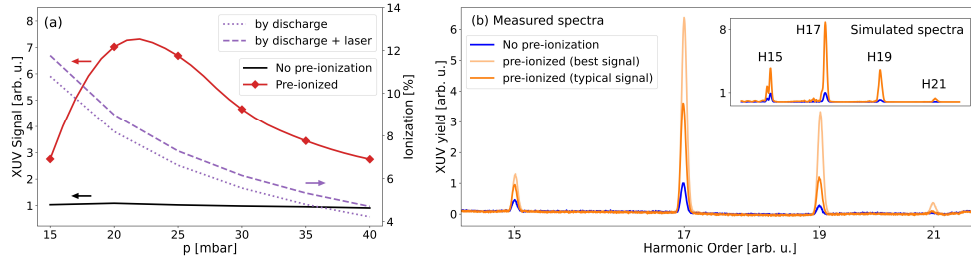 (a)
by discharge
by discharge + laser
No pre-ionization
Pre-ionized
XUV Signal [arb. u.]
8
7
6
5
4
3
2
1
14
12
10
8
6
4
Ionization [%]
15 20 25 30 35 40
p [mbar]
(b) Measured spectra
No pre-ionization
pre-ionized (best signal)
pre-ionized (typical signal)
XUV yield [arb. u.]
6
5
4
3
2
1
0
15 17 19 21
Harmonic Order [arb. u.]
Simulated spectra
8
1
H15
H17
H19
H21